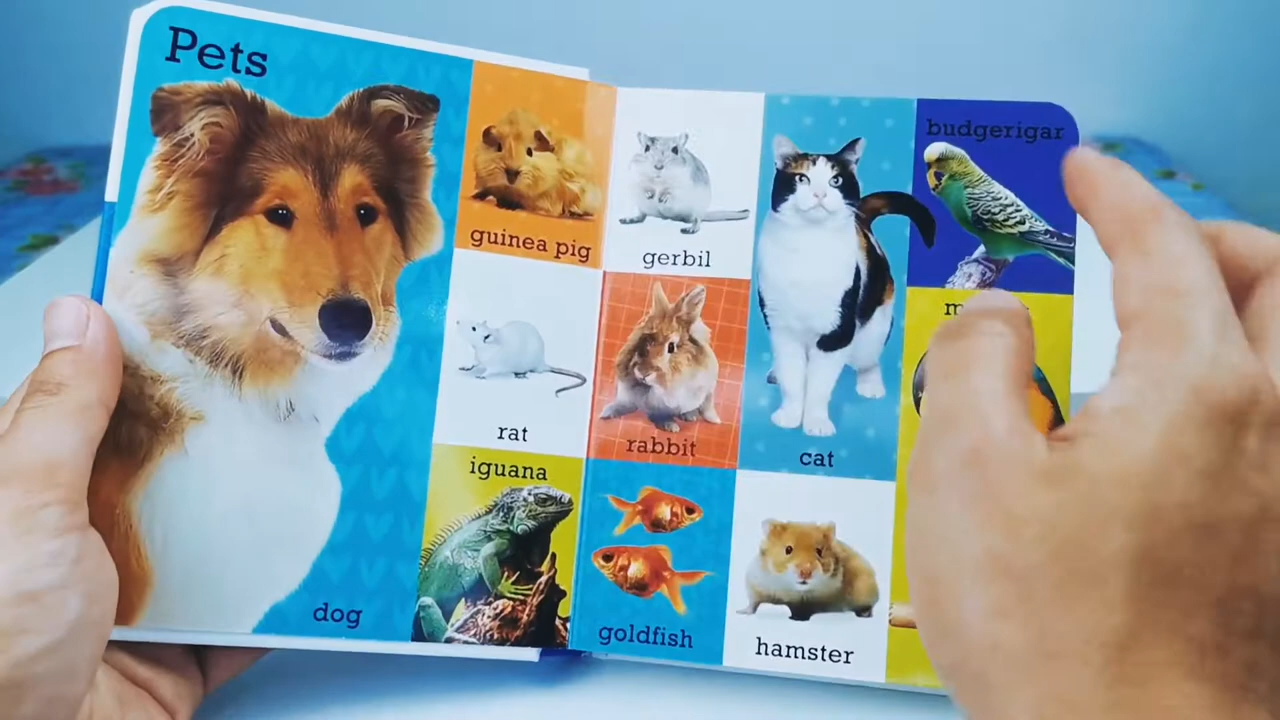 Pets
dog
guinea pig
gerbil
rat
rabbit
iguana
goldfish
cat
hamster
budgerigar